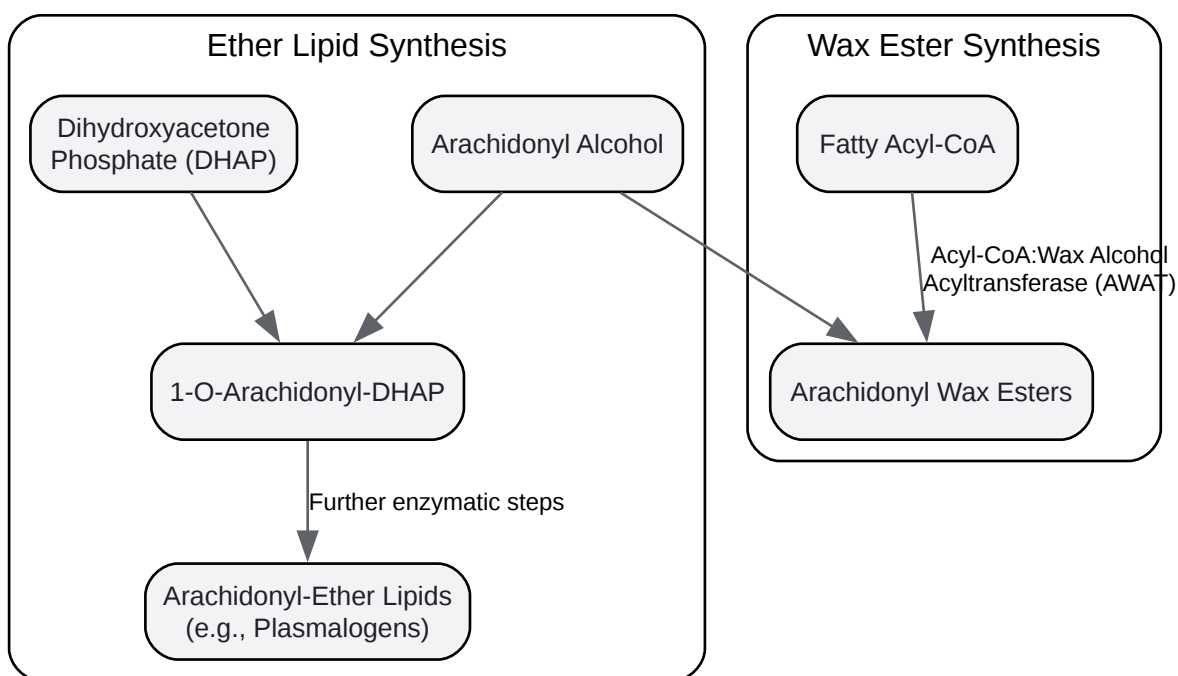 Ether Lipid Synthesis
Wax Ester Synthesis
Dihydroxyacetone
Phosphate (DHAP)
Arachidonyl Alcohol
Fatty Acyl-CoA
Acyl-CoA:Wax Alcohol
Acyltransferase (AWAT)
1-O-Arachidonyl-DHAP
Arachidonyl Wax Esters
Further enzymatic steps
Arachidonyl-Ether Lipids
(e.g., Plasmalogens)